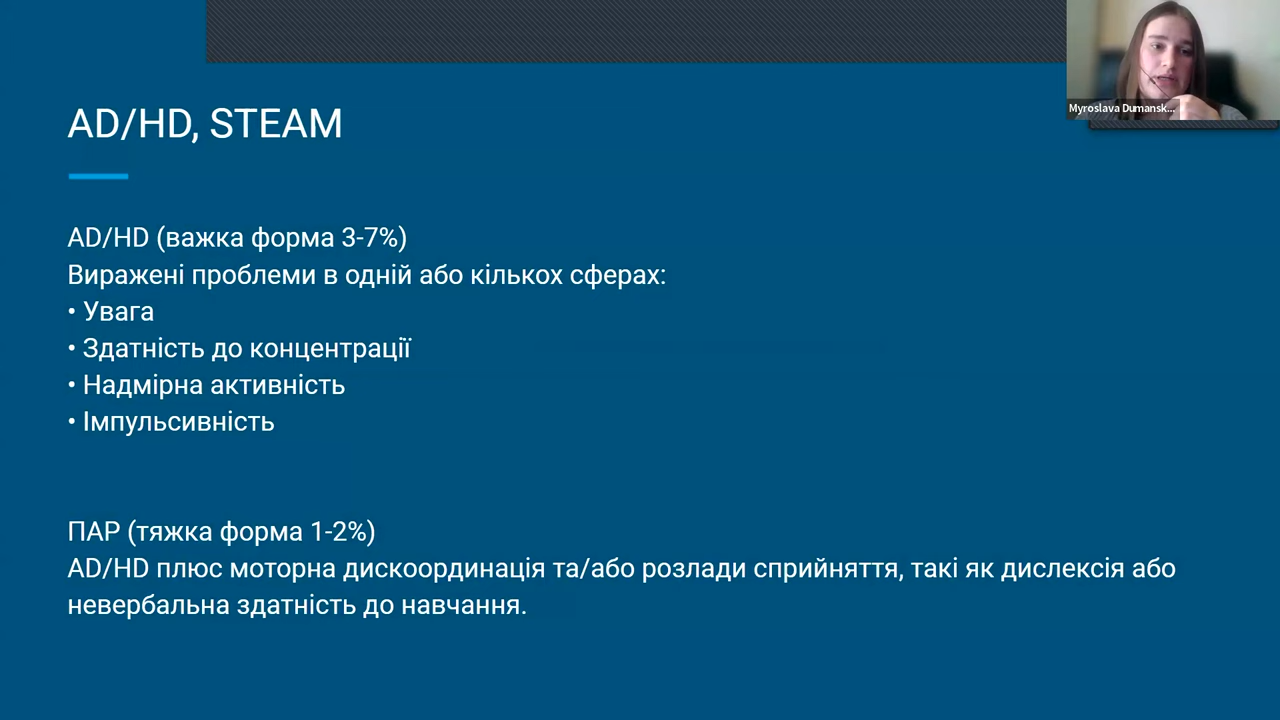 AD/HD, STEAM
Myroslava Dumansk...
AD/HD (важка форма 3-7%)
Виражені проблеми в одній або кількох сферах:
• Увага
• Здатність до концентрації
• Надмірна активність
• Імпульсивність
ПАР (тяжка форма 1-2%)
AD/HD плюс моторна дискоординація та/або розлади сприйняття, такі як дислексія або
невербальна здатність до навчання.